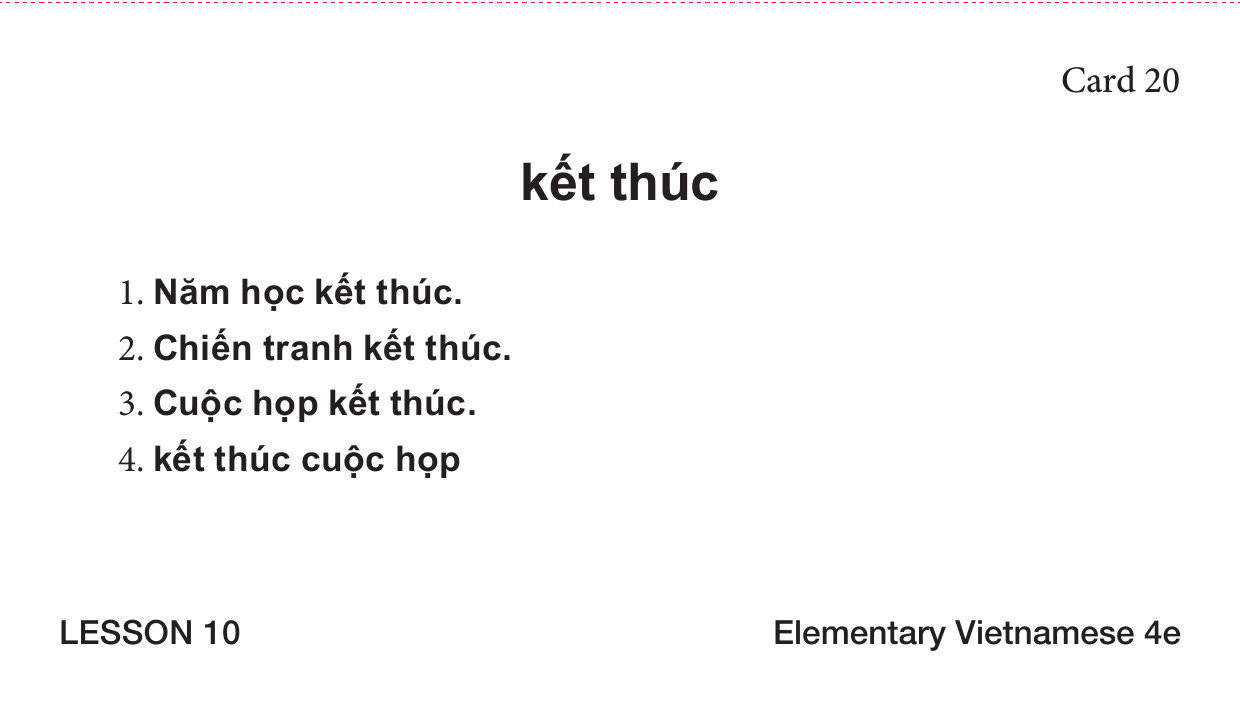 Card 20
kết thúc
1. Năm học kết thúc.
2. Chiến tranh kết thúc.
3. Cuộc họp kết thúc.
4. kết thúc cuộc họp
LESSON 10
Elementary Vietnamese 4e